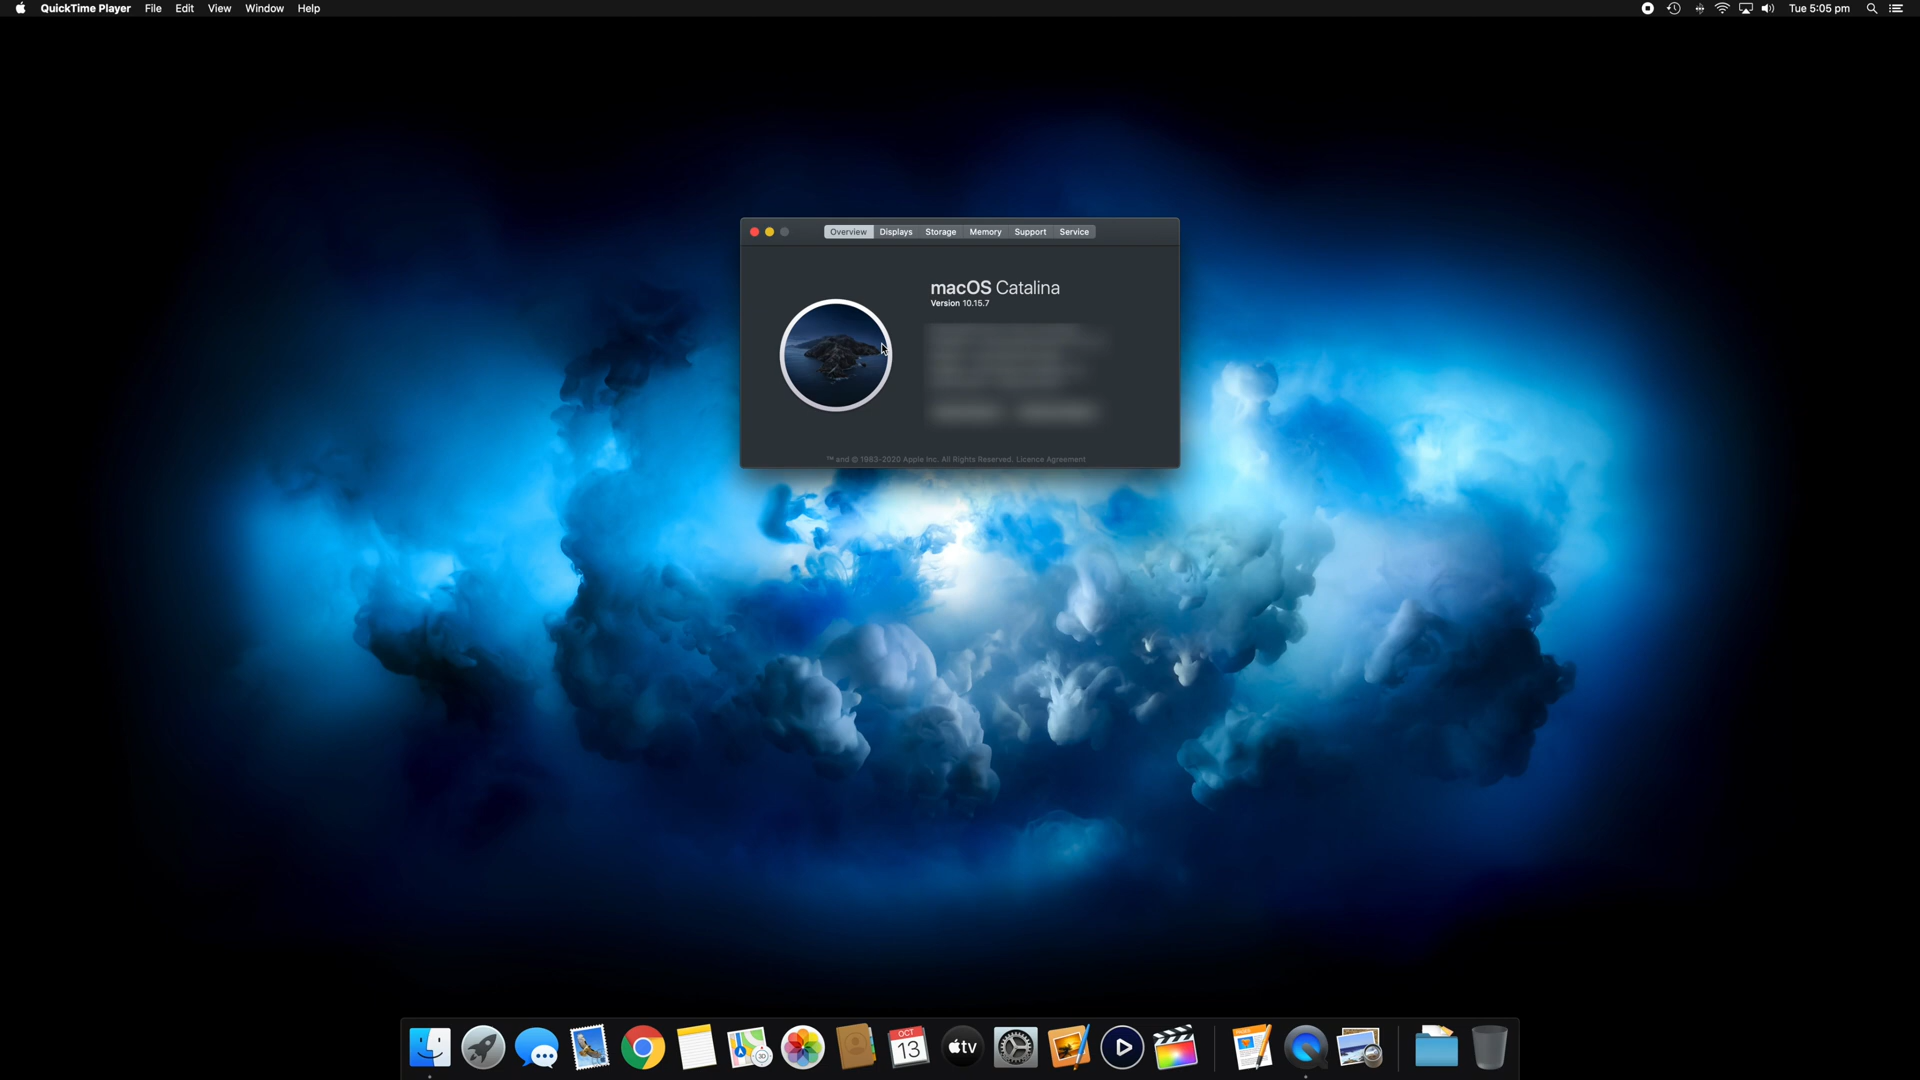 QuickTime Player File Edit View Window Help Tue 5:05 pm
Overview Displays Storage Memory Support Service
macOS Catalina
Version 10.15.7
™ and © 1983-2020 Apple Inc. All Rights Reserved. Licence Agreement
3D
OCT
13
tv